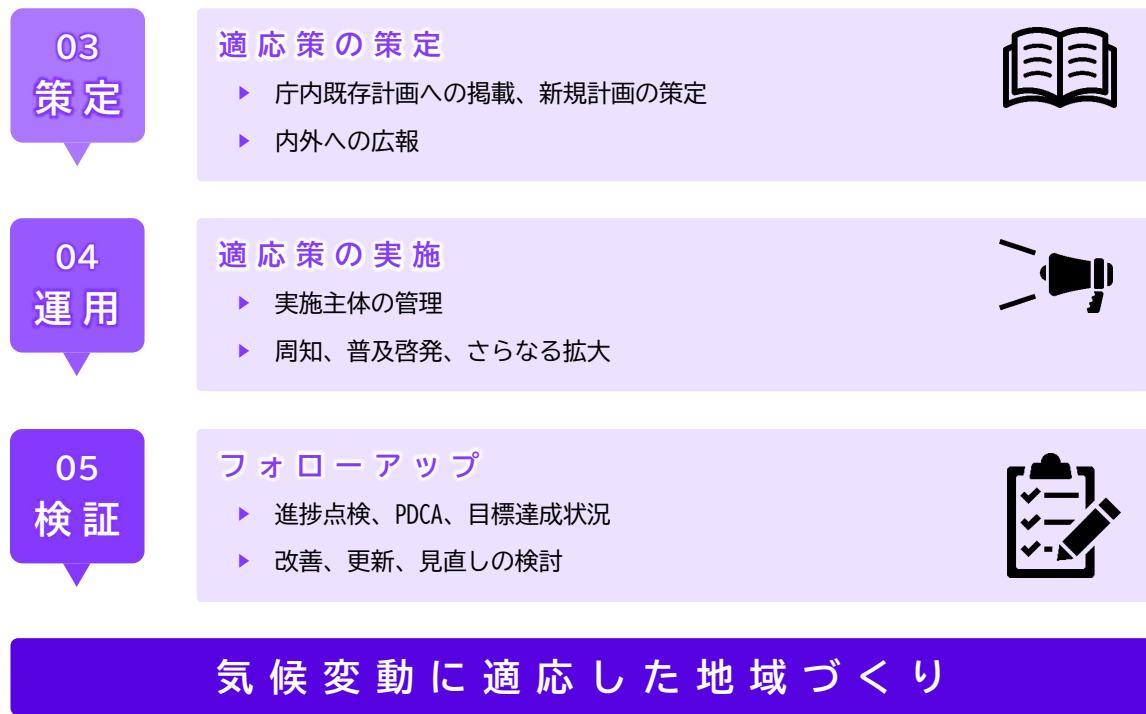 03
策定
適応策の策定
庁内既存計画への掲載、新規計画の策定
内外への広報
04
運用
適応策の実施
実施主体の管理
周知、普及啓発、さらなる拡大
05
検証
フォローアップ
進捗点検、PDCA、目標達成状況
改善、更新、見直しの検討
気候変動に適応した地域づくり